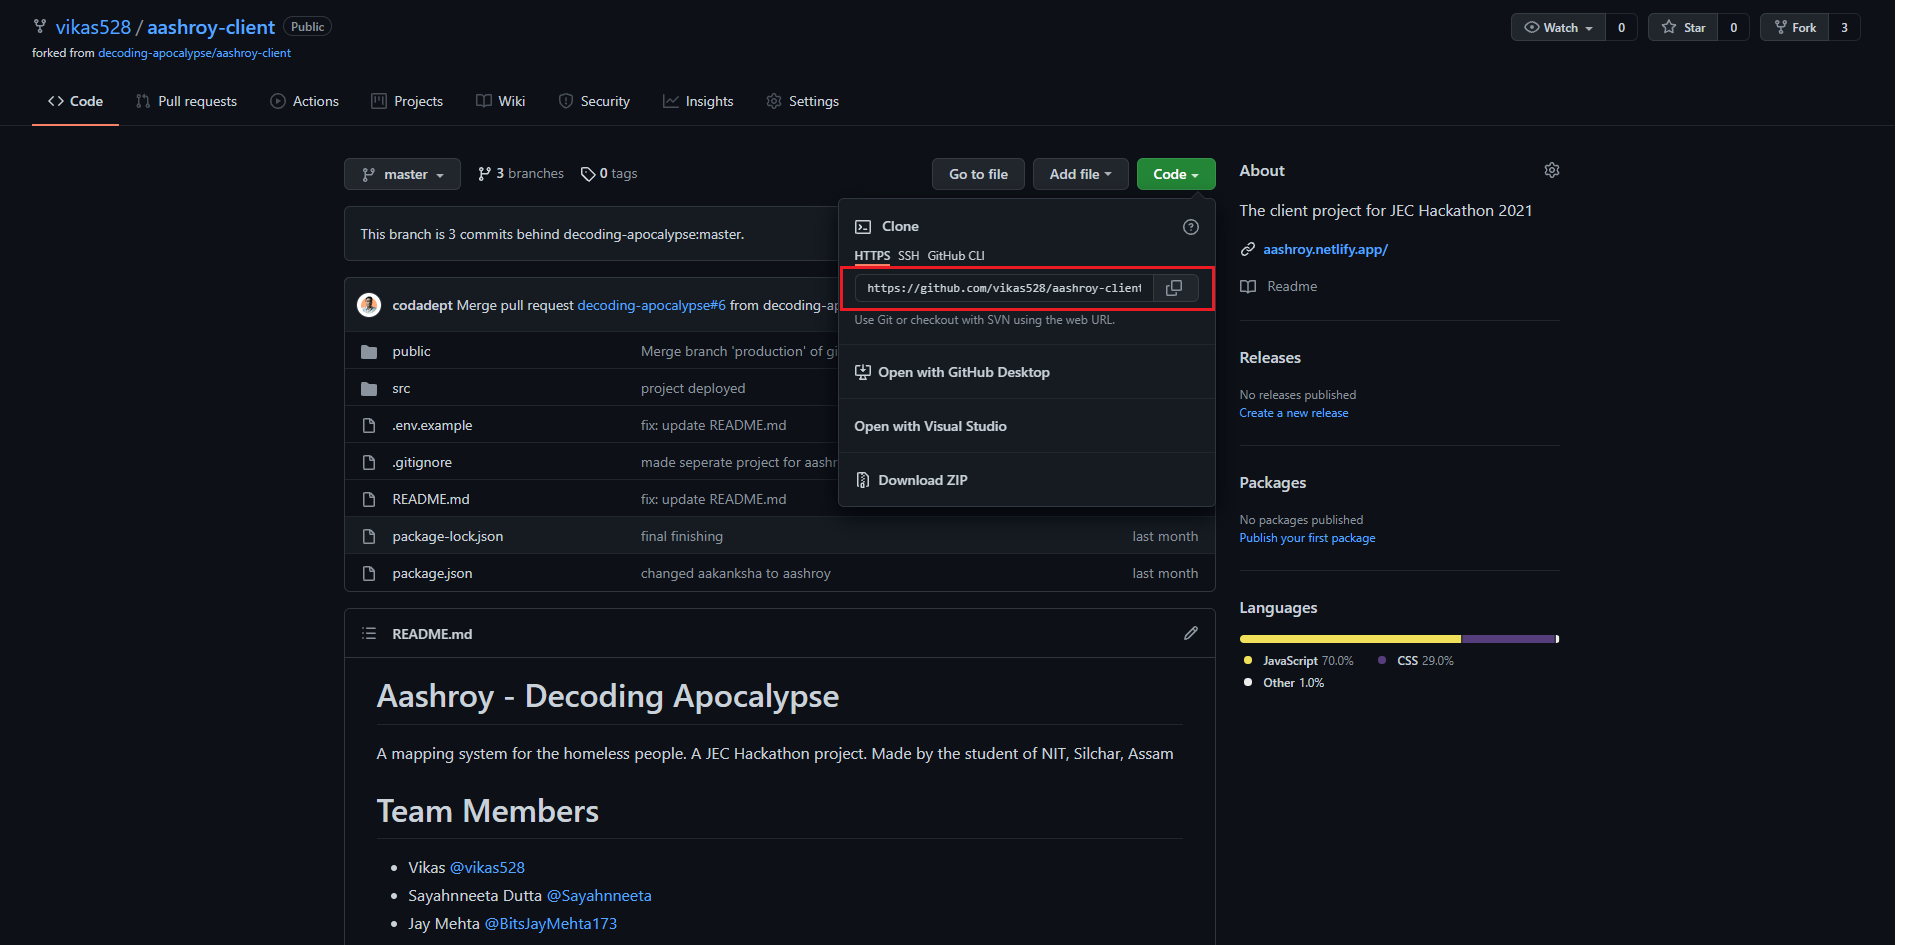 vikas528 / aashroy-client Public
Watch 0 Star 0 Fork 3
forked from decoding-apocalypse/aashroy-client
Code Pull requests Actions Projects Wiki Security Insights Settings
master 3 branches 0 tags Go to file Add file Code
This branch is 3 commits behind decoding-apocalypse:master.
Clone
HTTPS SSH GitHub CLI
https://github.com/vikas528/aashroy-client
Use Git or checkout with SVN using the web URL.
Open with GitHub Desktop
Open with Visual Studio
Download ZIP
codadept Merge pull request decoding-apocalypse#6 from decoding-ap
public Merge branch 'production' of gi
src project deployed
.env.example fix: update README.md
.gitignore made seperate project for aashr
README.md fix: update README.md
package-lock.json final finishing last month
package.json changed aakanksha to aashroy last month
README.md
Aashroy - Decoding Apocalypse
A mapping system for the homeless people. A JEC Hackathon project. Made by the student of NIT, Silchar, Assam
Team Members
Vikas @vikas528
Sayahnneeta Dutta @Sayahnneeta
Jay Mehta @BitsJayMehta173
About
The client project for JEC Hackathon 2021
aashroy.netlify.app/
Readme
Releases
No releases published
Create a new release
Packages
No packages published
Publish your first package
Languages
JavaScript 70.0% CSS 29.0%
Other 1.0%